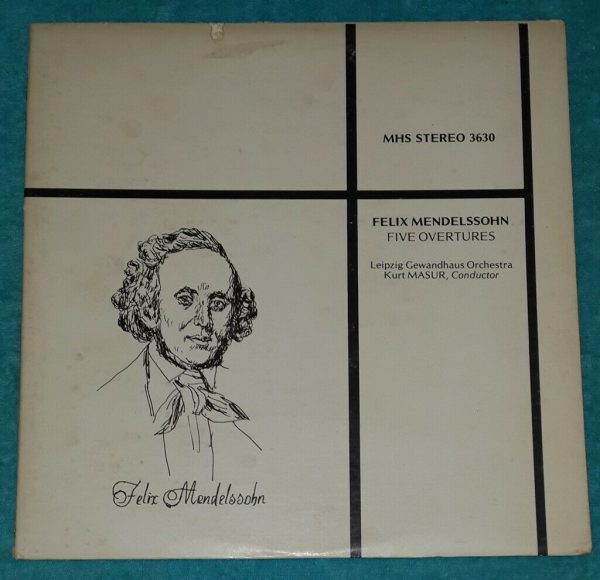 MHS STEREO 3630
FELIX MENDELSSOHN
FIVE OVERTURES
Leipzig Gewandhaus Orchestra
Kurt MASUR, Conductor
Felix Mendelssohn